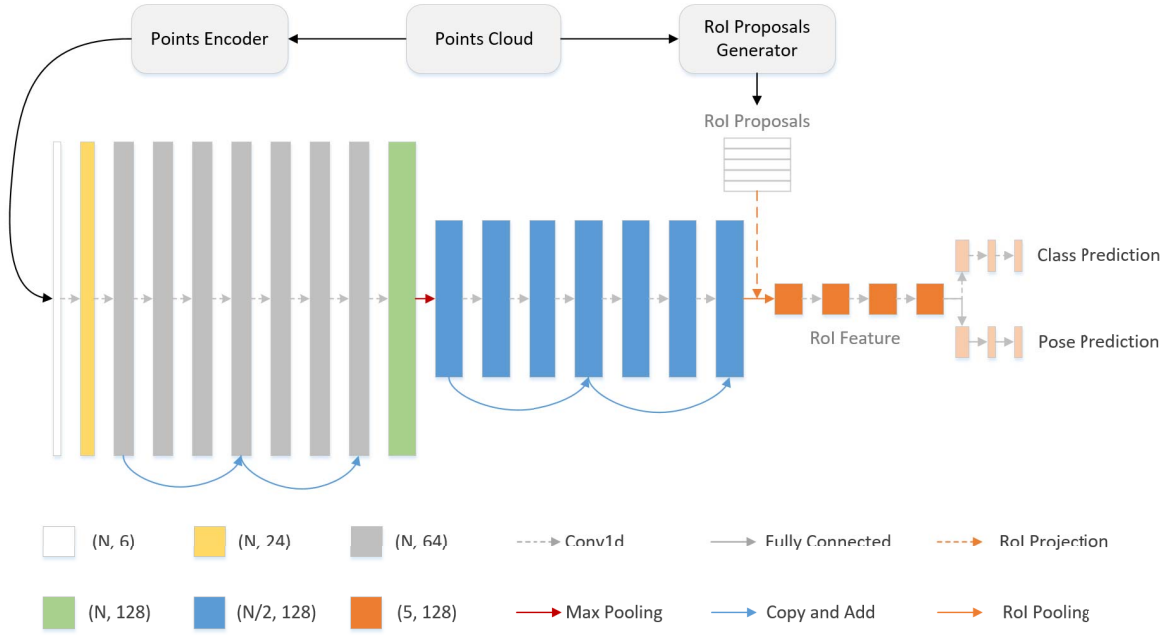 Points Encoder
Points Cloud
RoI Proposals
Generator
RoI Proposals
Class Prediction
RoI Feature
Pose Prediction
(N, 6)
(N, 24)
(N, 64)
Conv1d
Fully Connected
RoI Projection
(N, 128)
(N/2, 128)
(5, 128)
Max Pooling
Copy and Add
RoI Pooling